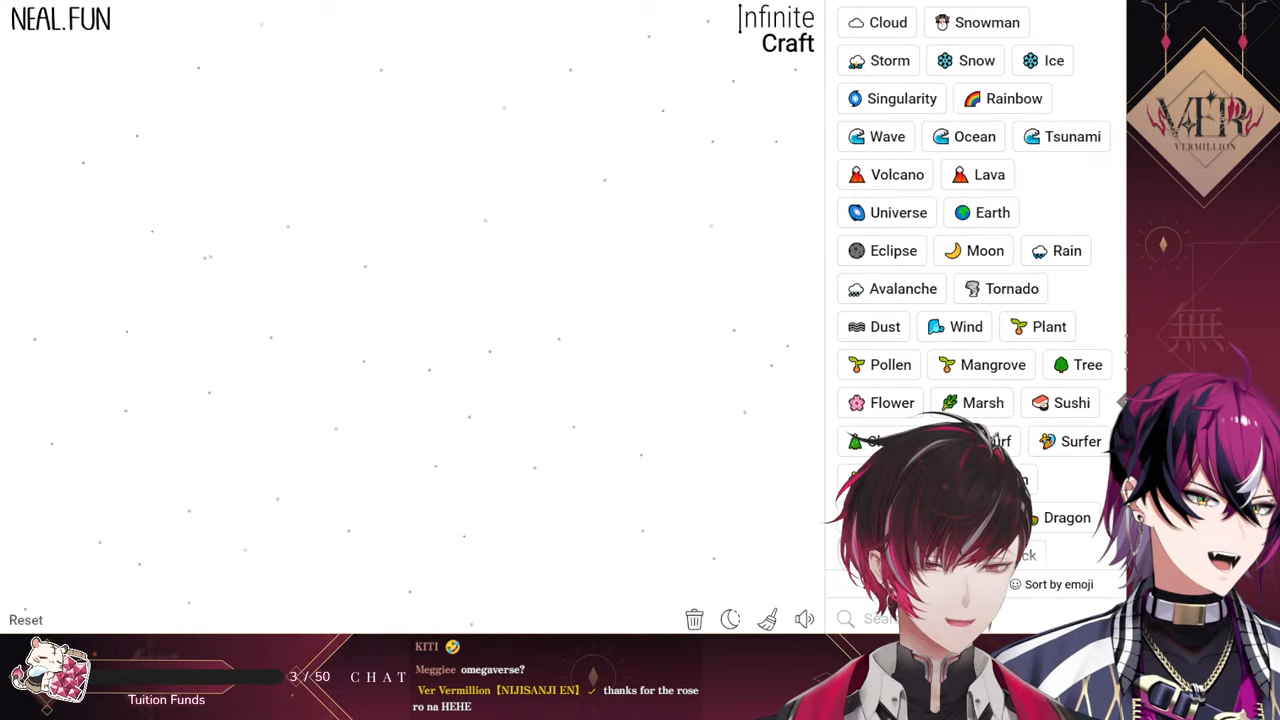 NEAL.FUN
Infinite
Craft
Cloud Snowman
Storm Snow Ice
Singularity Rainbow
Wave Ocean Tsunami
Volcano Lava
Universe Earth
Eclipse Moon Rain
Avalanche Tornado
Dust Wind Plant
Pollen Mangrove Tree
Flower Marsh Sushi
Surfer
Dragon
Sort by emoji
Reset
VER
VERMILLION
無
3 / 50
Tuition Funds
CHAT
KITI
Meggiee omegaverse?
Ver Vermillion【NIJISANJI EN】 thanks for the rose
ro na HEHE